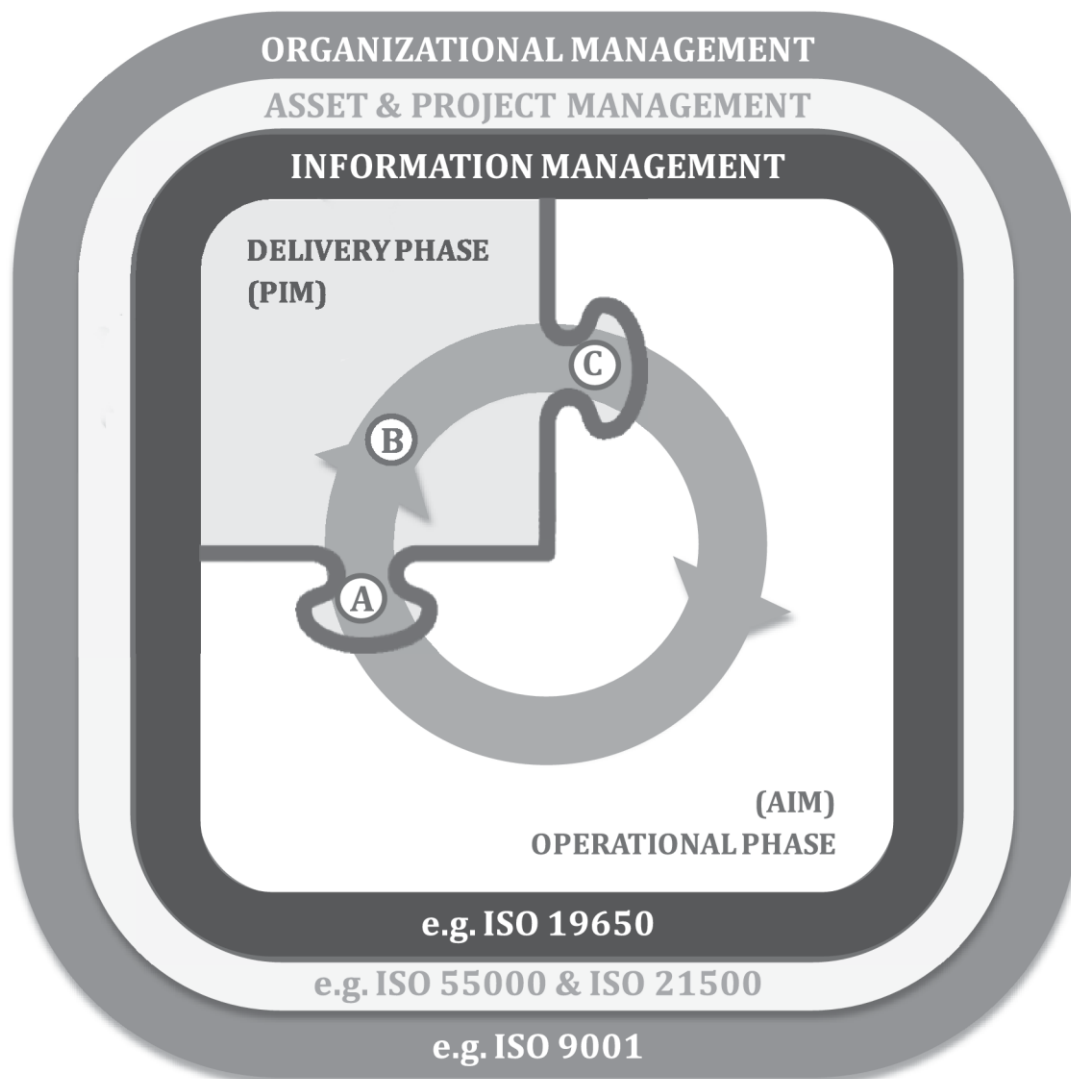 ORGANIZATIONAL MANAGEMENT
ASSET & PROJECT MANAGEMENT
INFORMATION MANAGEMENT
DELIVERY PHASE
(PIM)
C
B
A
(AIM)
OPERATIONAL PHASE
e.g. ISO 19650
e.g. ISO 55000 & ISO 21500
e.g. ISO 9001